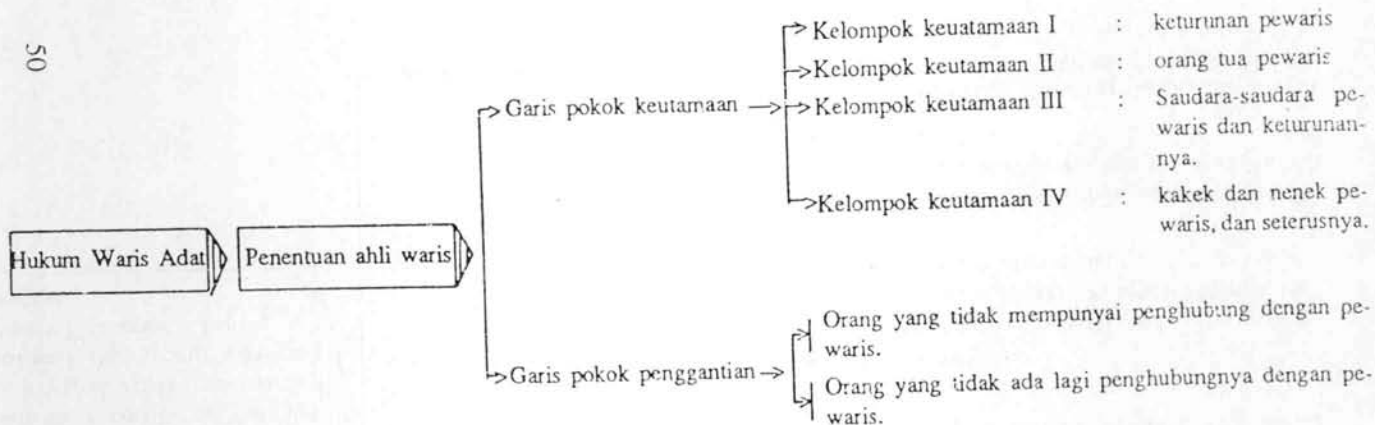 50
Hukum Waris Adat
Penentuan ahli waris
Garis pokok keutamaan
Kelompok keuatamaan I : keturunan pewaris
Kelompok keutamaan II : orang tua pewaris
Kelompok keutamaan III : Saudara-saudara pe-
waris dan keturunan-
nya.
Kelompok keutamaan IV : kakek dan nenek pe-
waris, dan seterusnya.
Garis pokok penggantian
Orang yang tidak mempunyai penghubung dengan pe-
waris.
Orang yang tidak ada lagi penghubungnya dengan pe-
waris.